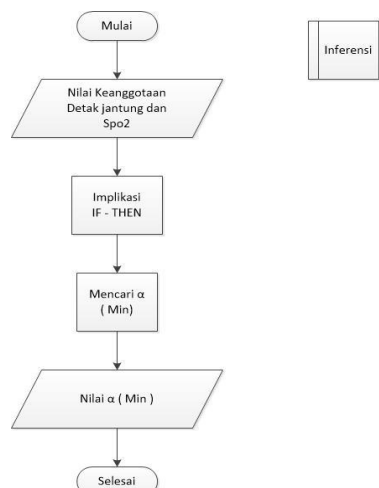 Mulai
Inferensi
Nilai Keanggotaan
Detak jantung dan
Spo2
Implikasi
IF - THEN
Mencari α
( Min)
Nilai α ( Min )
Selesai